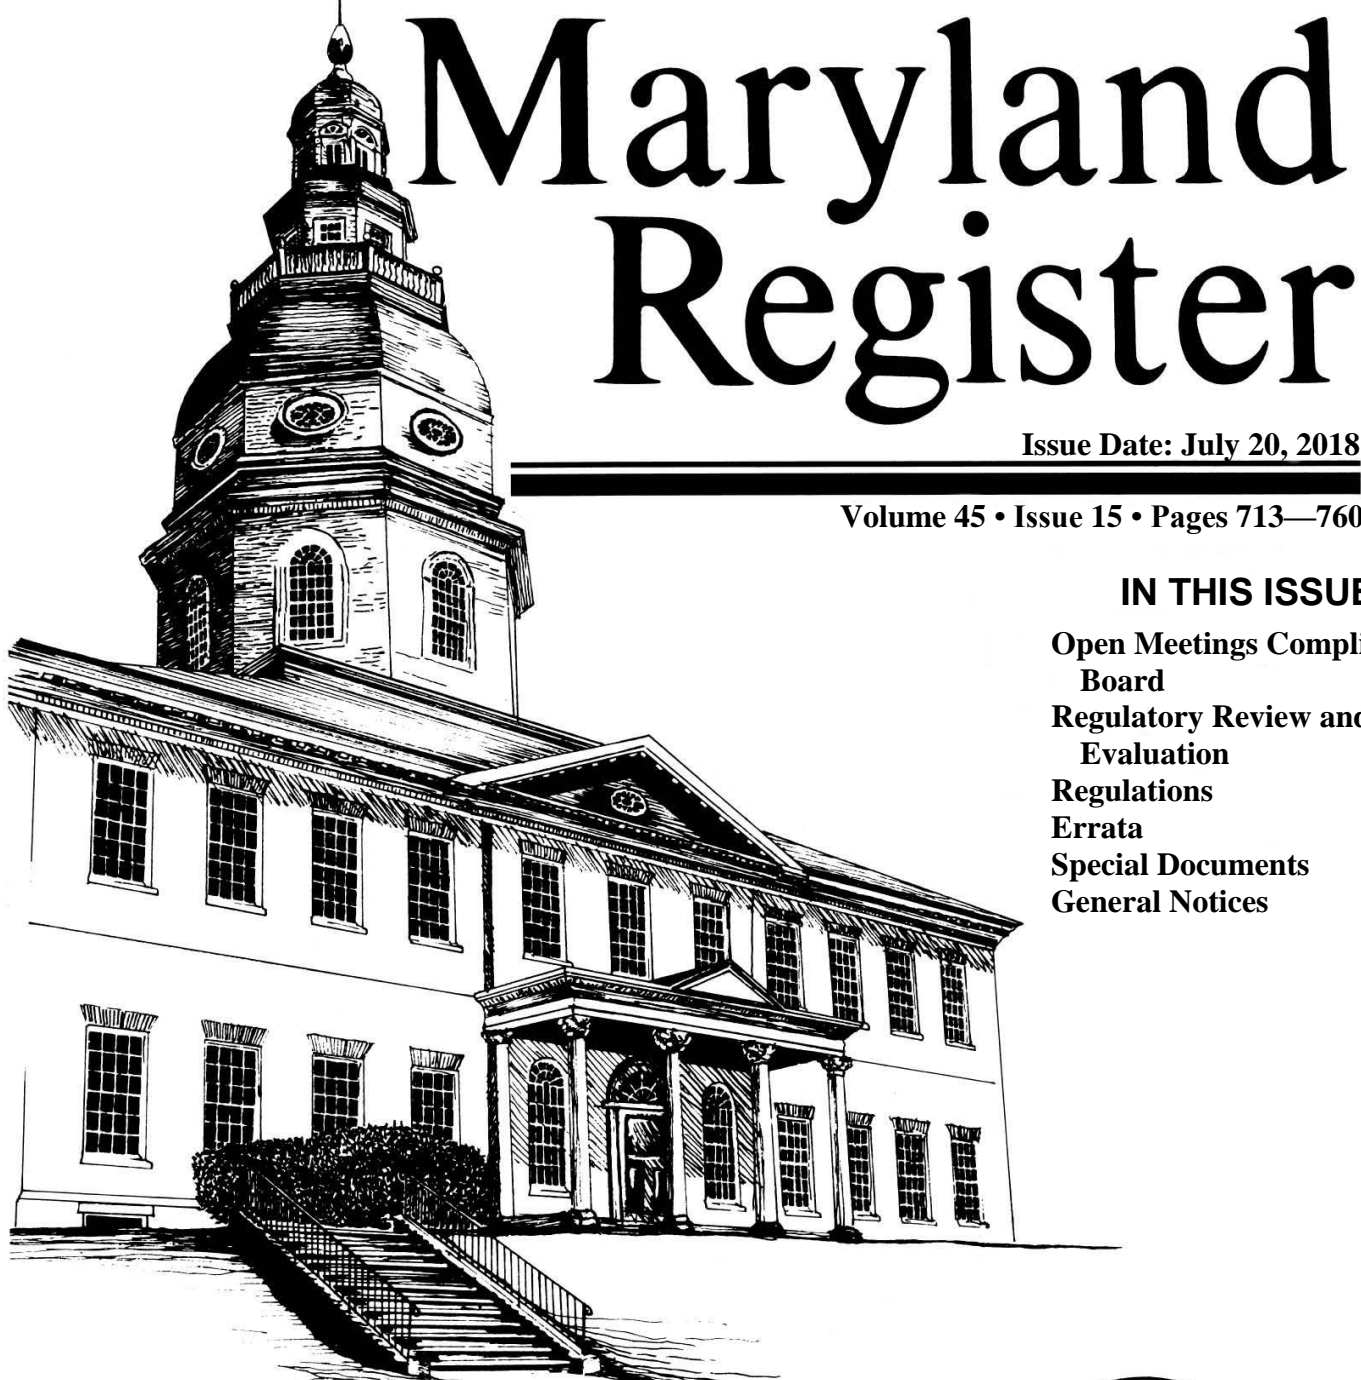 Maryland
Register
Issue Date: July 20, 2018
Volume 45 • Issue 15 • Pages 713—760
IN THIS ISSUE
Open Meetings Compli
Board
Regulatory Review and
Evaluation
Regulations
Errata
Special Documents
General Notices